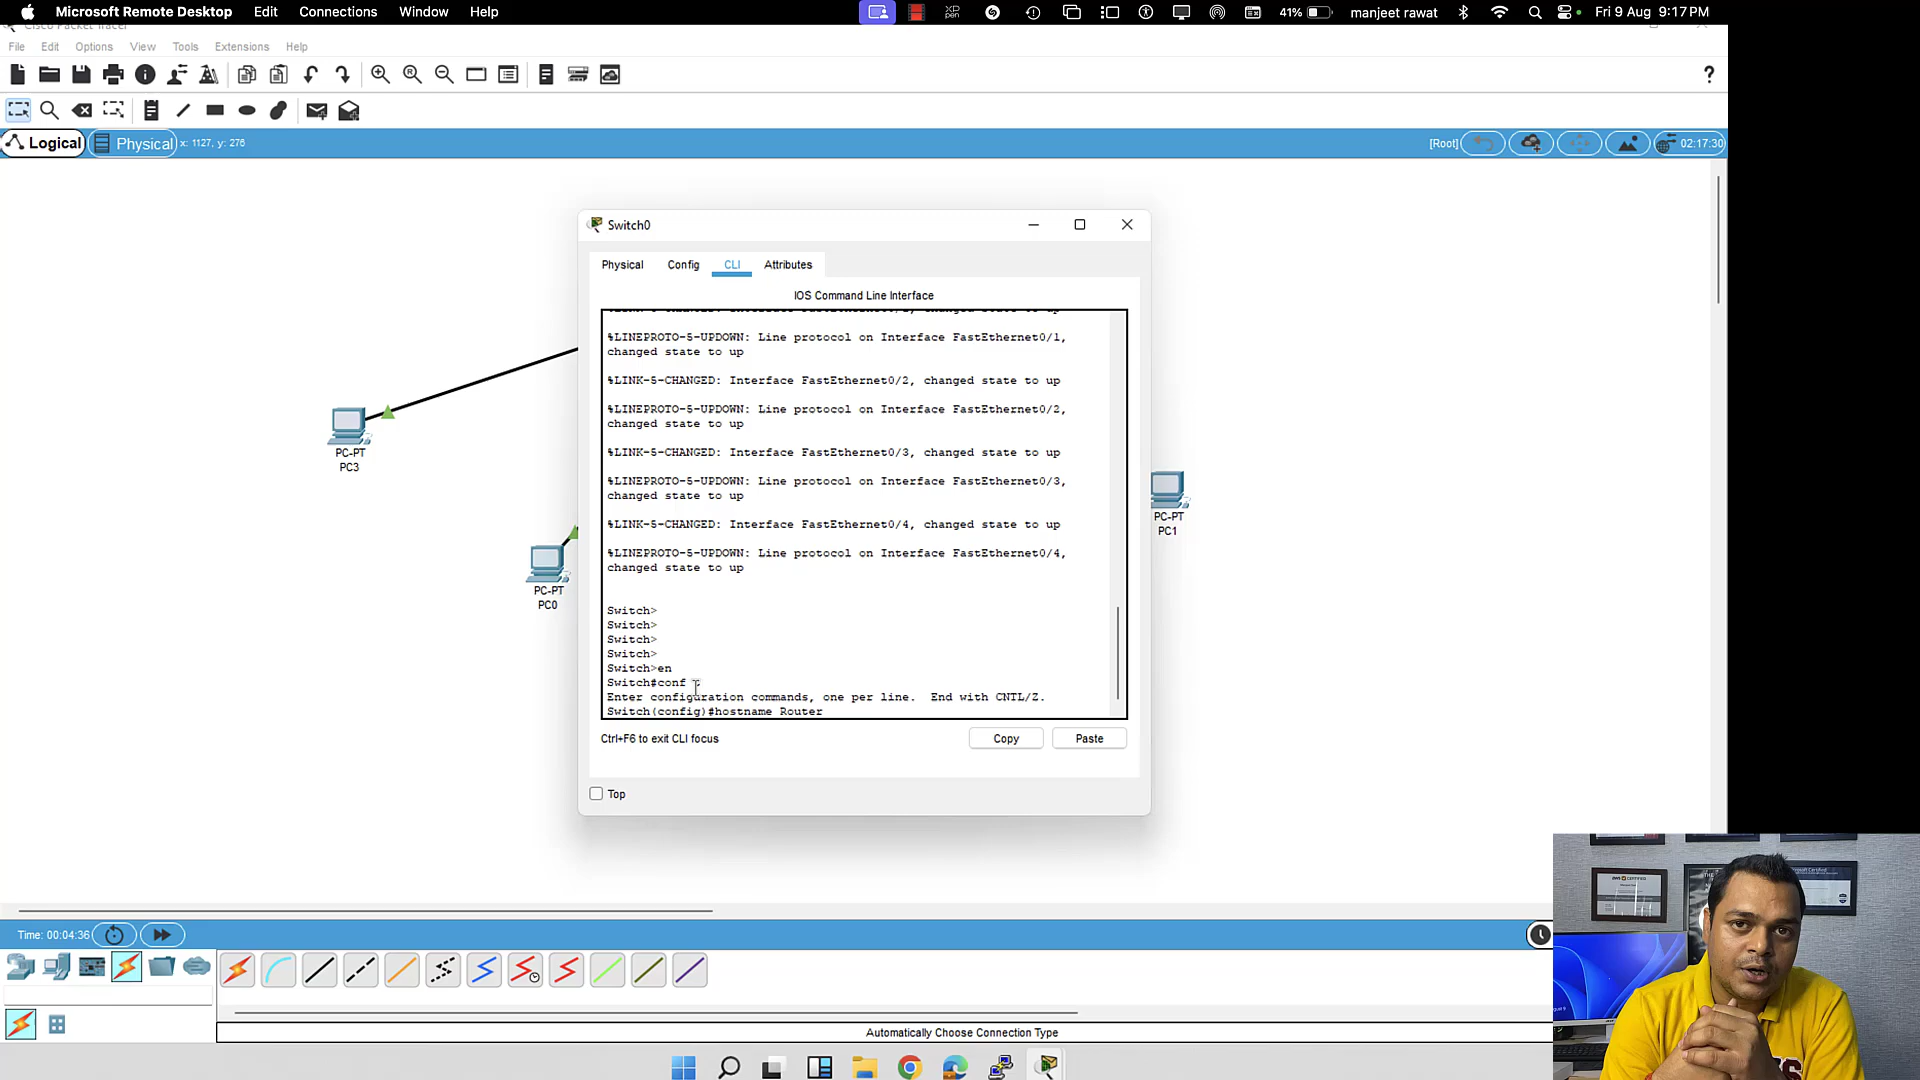 Microsoft Remote Desktop Edit Connections Window Help
41% manjeet rawat Fri 9 Aug 9:17 PM
File Edit Options View Tools Extensions Help
?
Logical Physical x: 1127, y: 276
[Root] 02:17:30
Switch0
Physical Config CLI Attributes
IOS Command Line Interface
%LINEPROTO-5-UPDOWN: Line protocol on Interface FastEthernet0/1,
changed state to up
%LINK-5-CHANGED: Interface FastEthernet0/2, changed state to up
%LINEPROTO-5-UPDOWN: Line protocol on Interface FastEthernet0/2,
changed state to up
%LINK-5-CHANGED: Interface FastEthernet0/3, changed state to up
%LINEPROTO-5-UPDOWN: Line protocol on Interface FastEthernet0/3,
changed state to up
%LINK-5-CHANGED: Interface FastEthernet0/4, changed state to up
%LINEPROTO-5-UPDOWN: Line protocol on Interface FastEthernet0/4,
changed state to up
Switch>
Switch>
Switch>
Switch>
Switch>en
Switch#conf
Enter configuration commands, one per line. End with CNTL/Z.
Switch(config)#hostname Router
Ctrl+F6 to exit CLI focus
Copy Paste
Top
PC-PT
PC3
PC-PT
PC0
PC-PT
PC1
Time: 00:04:36
Automatically Choose Connection Type